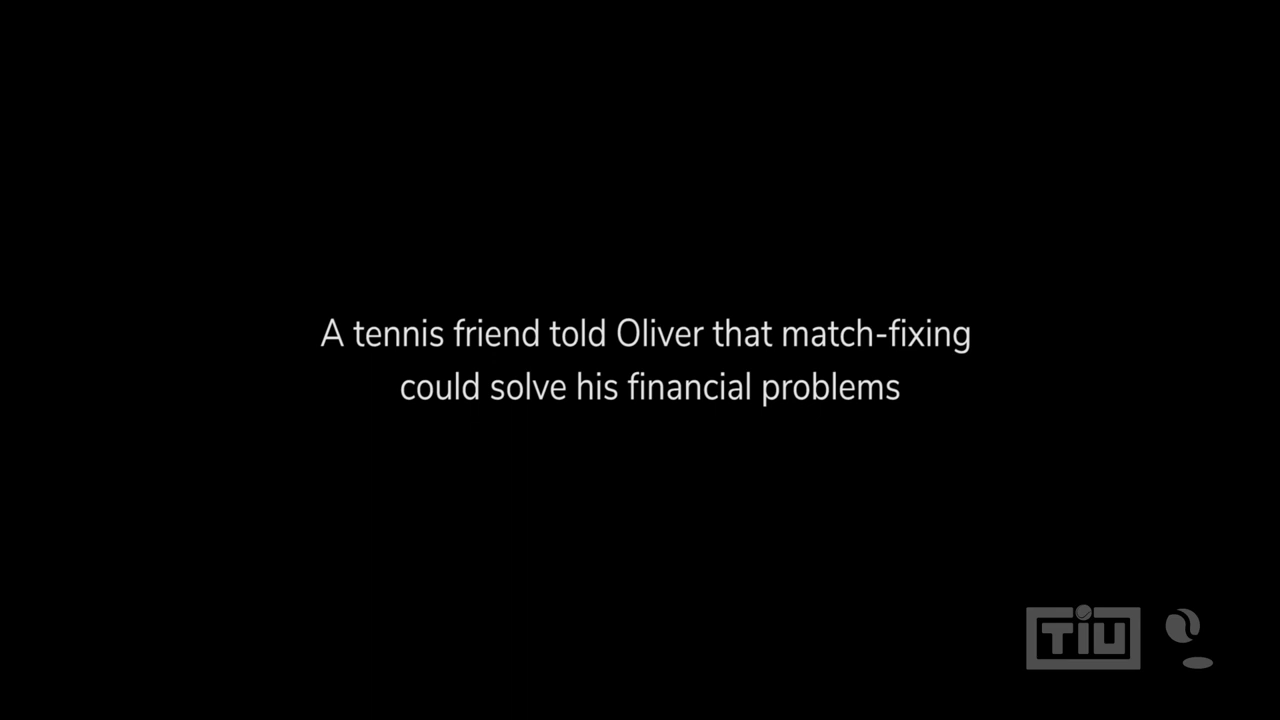 A tennis friend told Oliver that match-fixing
could solve his financial problems
TIU